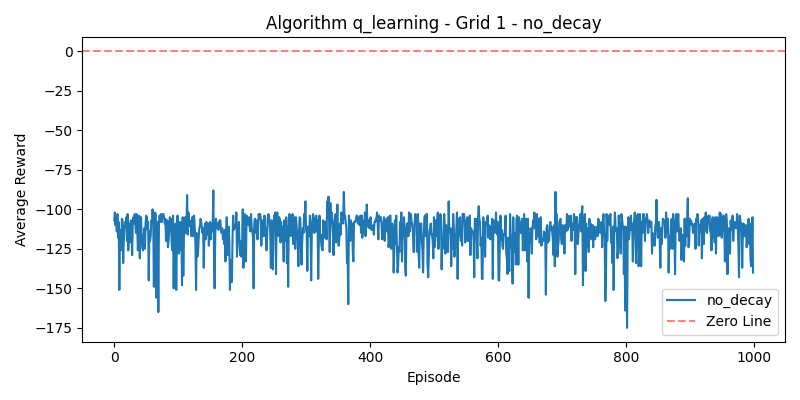 Algorithm q_learning - Grid 1 - no_decay
Average Reward
0
−25
−50
−75
−100
−125
−150
−175
0
200
400
600
800
1000
Episode
no_decay
Zero Line